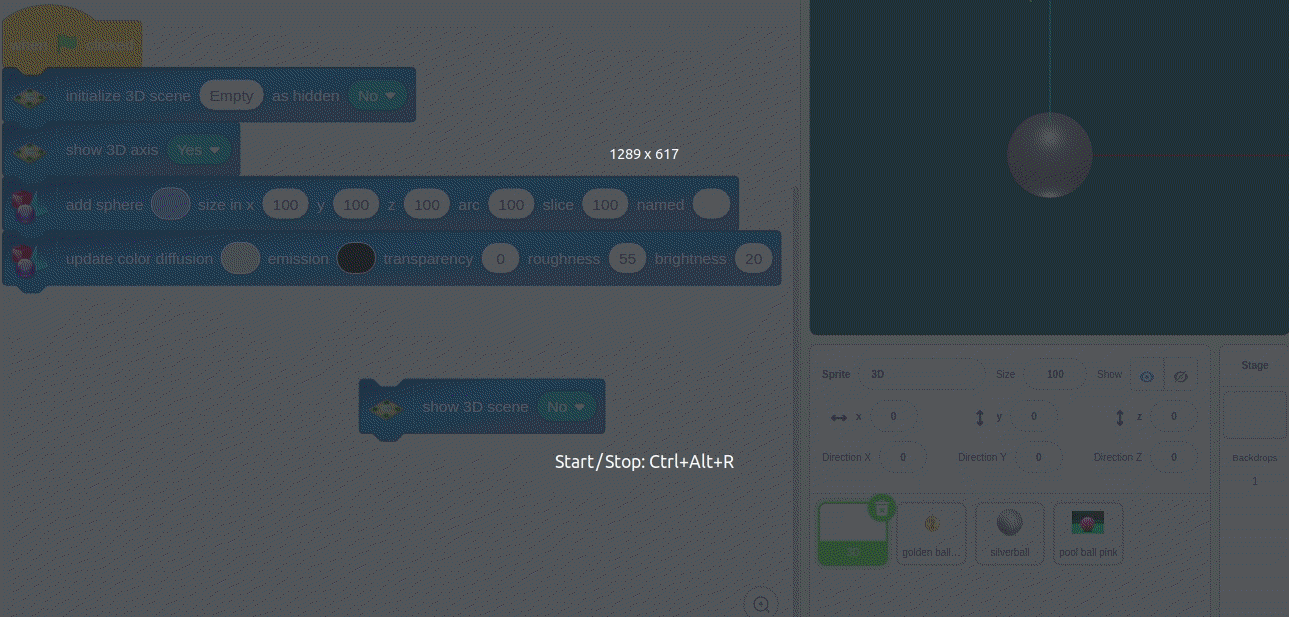 when clicked
initialize 3D scene Empty as hidden No
show 3D axis Yes
1289 x 617
add sphere size in x 100 y 100 z 100 arc 100 slice 100 named
update color diffusion emission transparency 0 roughness 55 brightness 20
show 3D scene No
Start/Stop: Ctrl+Alt+R
Sprite 3D Size 100 Show
x 0 y 0 z 0
Direction X 0 Direction Y 0 Direction Z 0
3D
golden ball...
silverball
pool ball pink
Stage
Backdrops
1